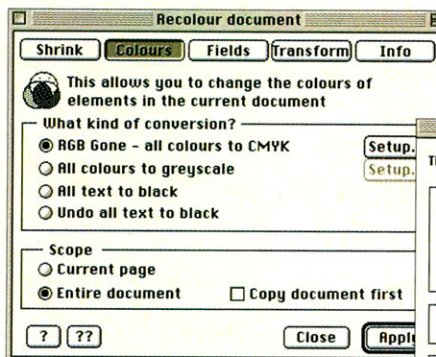 Recolour document
Shrink Colours Fields Transform Info
This allows you to change the colours of
elements in the current document
What kind of conversion?
RGB Gone - all colours to CMYK Setup.
All colours to greyscale Setup.
All text to black
Undo all text to black
Scope
Current page
Entire document Copy document first
? ?? Close